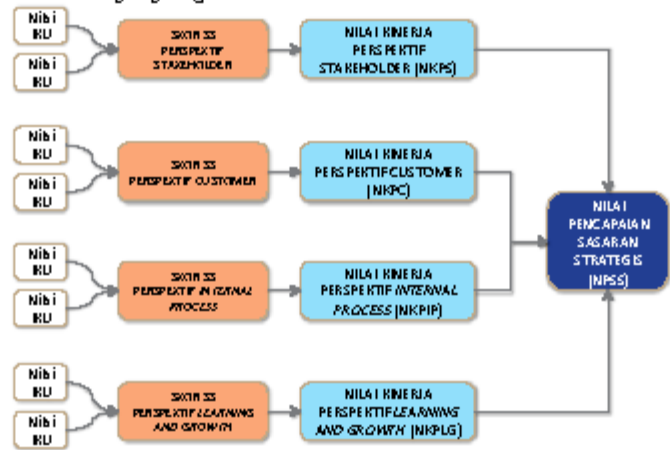 Nilai
IKU
Nilai
IKU
SKOR SS
PERSPEKTIF
STAKEHOLDER
NILAI KINERJA
PERSPEKTIF
STAKEHOLDER (NKPS)
Nilai
IKU
Nilai
IKU
SKOR SS
PERSPEKTIF CUSTOMER
NILAI KINERJA
PERSPEKTIF CUSTOMER
(NKPC)
NILAI
PENCAPAIAN
SASARAN
STRATEGIS
(NPSS)
Nilai
IKU
Nilai
IKU
SKOR SS
PERSPEKTIF INTERNAL
PROCESS
NILAI KINERJA
PERSPEKTIF INTERNAL
PROCESS (NKPIP)
Nilai
IKU
Nilai
IKU
SKOR SS
PERSPEKTIF LEARNING
AND GROWTH
NILAI KINERJA
PERSPEKTIF LEARNING
AND GROWTH (NKPLG)